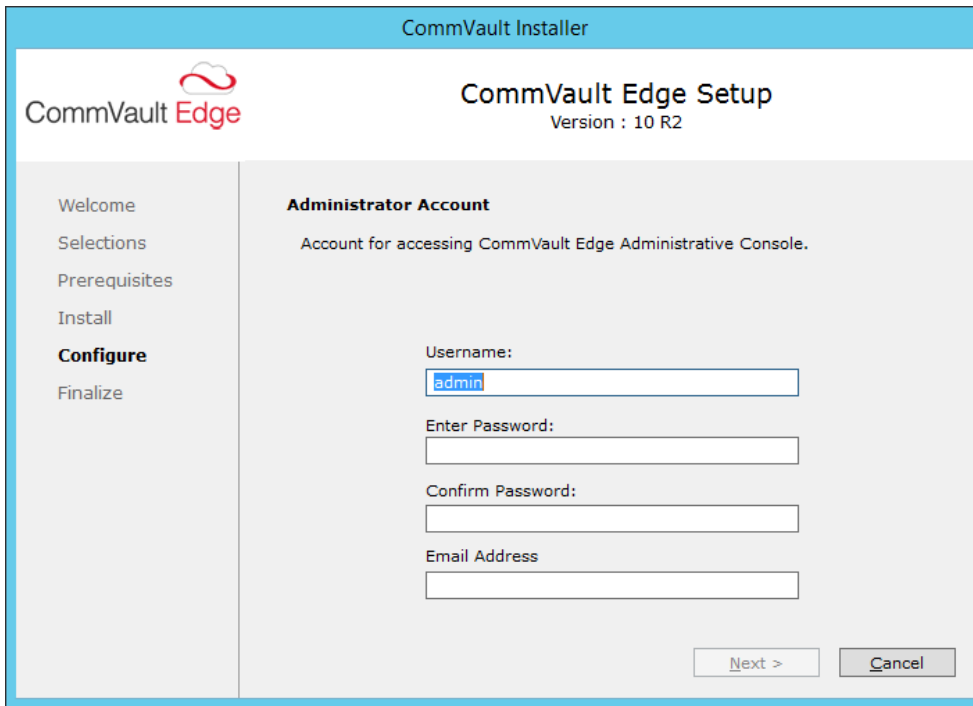 CommVault Installer
CommVault Edge
CommVault Edge Setup
Version : 10 R2
Welcome
Selections
Prerequisites
Install
Configure
Finalize
Administrator Account
Account for accessing CommVault Edge Administrative Console.
Username:
admin
Enter Password:
Confirm Password:
Email Address
Next >
Cancel